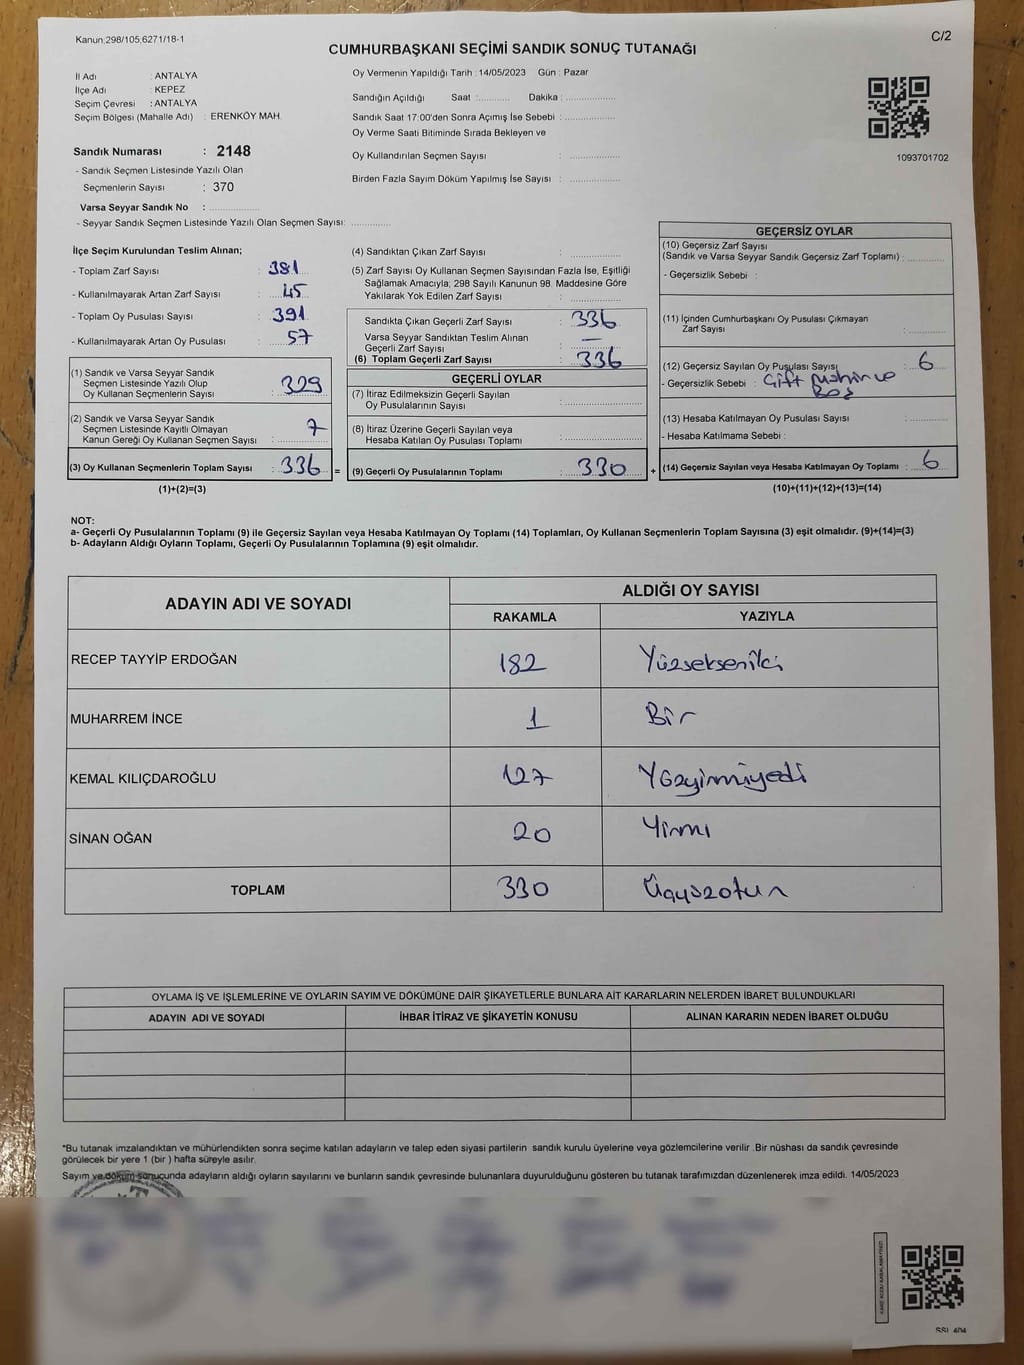 Kanun:298/105;6271/18-1
C/2
CUMHURBAŞKANI SEÇİMİ SANDIK SONUÇ TUTANAĞI
İl Adı : ANTALYA
İlçe Adı : KEPEZ
Seçim Çevresi : ANTALYA
Seçim Bölgesi (Mahalle Adı) : ERENKÖY MAH.
Sandık Numarası : 2148
- Sandık Seçmen Listesinde Yazılı Olan
Seçmenlerin Sayısı : 370
Varsa Seyyar Sandık No : ....................
- Seyyar Sandık Seçmen Listesinde Yazılı Olan Seçmen Sayısı: ..............
Oy Vermenin Yapıldığı Tarih : 14/05/2023 Gün : Pazar
Sandığın Açıldığı Saat :........... Dakika : .................
Sandık Saat 17:00'den Sonra Açımış İse Sebebi : .................
Oy Verme Saati Bitiminde Sırada Bekleyen ve
Oy Kullandırılan Seçmen Sayısı : .................
Birden Fazla Sayım Döküm Yapılmış İse Sayısı : .................
1093701702
İlçe Seçim Kurulundan Teslim Alınan;
- Toplam Zarf Sayısı : 381
- Kullanılmayarak Artan Zarf Sayısı : 45
- Toplam Oy Pusulası Sayısı : 391
- Kullanılmayarak Artan Oy Pusulası : 57
(1) Sandık ve Varsa Seyyar Sandık
Seçmen Listesinde Yazılı Olup
Oy Kullanan Seçmenlerin Sayısı : 329
(2) Sandık ve Varsa Seyyar Sandık
Seçmen Listesinde Kayıtlı Olmayan
Kanun Gereği Oy Kullanan Seçmen Sayısı : 7
(3) Oy Kullanan Seçmenlerin Toplam Sayısı : 336 =
(1)+(2)=(3)
(4) Sandıktan Çıkan Zarf Sayısı : .................
(5) Zarf Sayısı Oy Kullanan Seçmen Sayısından Fazla İse, Eşitliği
Sağlamak Amacıyla, 298 Sayılı Kanunun 98. Maddesine Göre
Yakılarak Yok Edilen Zarf Sayısı : .................
Sandıkta Çıkan Geçerli Zarf Sayısı : 336
Varsa Seyyar Sandıktan Teslim Alınan
Geçerli Zarf Sayısı : —
(6) Toplam Geçerli Zarf Sayısı : 336
GEÇERLİ OYLAR
(7) İtiraz Edilmeksizin Geçerli Sayılan
Oy Pusulalarının Sayısı : .................
(8) İtiraz Üzerine Geçerli Sayılan veya
Hesaba Katılan Oy Pusulası Toplamı : .................
(9) Geçerli Oy Pusulalarının Toplamı : 330 +
GEÇERSİZ OYLAR
(10) Geçersiz Zarf Sayısı
(Sandık ve Varsa Seyyar Sandık Geçersiz Zarf Toplamı) : ...........
- Geçersizlik Sebebi :
(11) İçinden Cumhurbaşkanı Oy Pusulası Çıkmayan
Zarf Sayısı : ...........
(12) Geçersiz Sayılan Oy Pusulası Sayısı : 6
- Geçersizlik Sebebi : Çift Mühür ve
Boş
(13) Hesaba Katılmayan Oy Pusulası Sayısı : ...........
- Hesaba Katılmama Sebebi :
(14) Geçersiz Sayılan veya Hesaba Katılmayan Oy Toplamı : 6
(10)+(11)+(12)+(13)=(14)
NOT:
a- Geçerli Oy Pusulalarının Toplamı (9) ile Geçersiz Sayılan veya Hesaba Katılmayan Oy Toplamı (14) Toplamları, Oy Kullanan Seçmenlerin Toplam Sayısına (3) eşit olmalıdır. (9)+(14)=(3)
b- Adayların Aldığı Oyların Toplamı, Geçerli Oy Pusulalarının Toplamına (9) eşit olmalıdır.
ADAYIN ADI VE SOYADI
ALDIĞI OY SAYISI
RAKAMLA YAZIYLA
RECEP TAYYİP ERDOĞAN 182 Yüzseksenİki
MUHARREM İNCE 1 Bir
KEMAL KILIÇDAROĞLU 127 Yüzyirmiyedi
SİNAN OĞAN 20 Yirmi
TOPLAM 330 Üçyüzotuz
OYLAMA İŞ VE İŞLEMLERİNE VE OYLARIN SAYIM VE DÖKÜMÜNE DAİR ŞİKAYETLERLE BUNLARA AİT KARARLARIN NELERDEN İBARET BULUNDUKLARI
ADAYIN ADI VE SOYADI İHBAR İTİRAZ VE ŞİKAYETİN KONUSU ALINAN KARARIN NEDEN İBARET OLDUĞU
*Bu tutanak imzalandıktan ve mühürlendikten sonra seçime katılan adayların ve talep eden siyasi partilerin sandık kurulu üyelerine veya gözlemcilerine verilir .Bir nüshası da sandık çevresinde
görülecek bir yere 1 (bir ) hafta süreyle asılır.
Sayım ve döküm sonucunda adayların aldığı oyların sayılarını ve bunların sandık çevresinde bulunanlara duyurulduğunu gösteren bu tutanak tarafımızdan düzenlenerek imza edildi. 14/05/2023